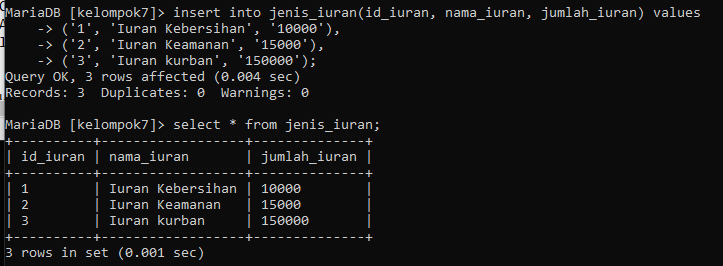 MariaDB [kelompok7]> insert into jenis_iuran(id_iuran, nama_iuran, jumlah_iuran) values
    -> ('1', 'Iuran Kebersihan', '10000'),
    -> ('2', 'Iuran Keamanan', '15000'),
    -> ('3', 'Iuran kurban', '150000');
Query OK, 3 rows affected (0.004 sec)
Records: 3  Duplicates: 0  Warnings: 0

MariaDB [kelompok7]> select * from jenis_iuran;
+----------+------------------+--------------+
| id_iuran | nama_iuran       | jumlah_iuran |
+----------+------------------+--------------+
| 1        | Iuran Kebersihan | 10000        |
| 2        | Iuran Keamanan   | 15000        |
| 3        | Iuran kurban     | 150000       |
+----------+------------------+--------------+
3 rows in set (0.001 sec)